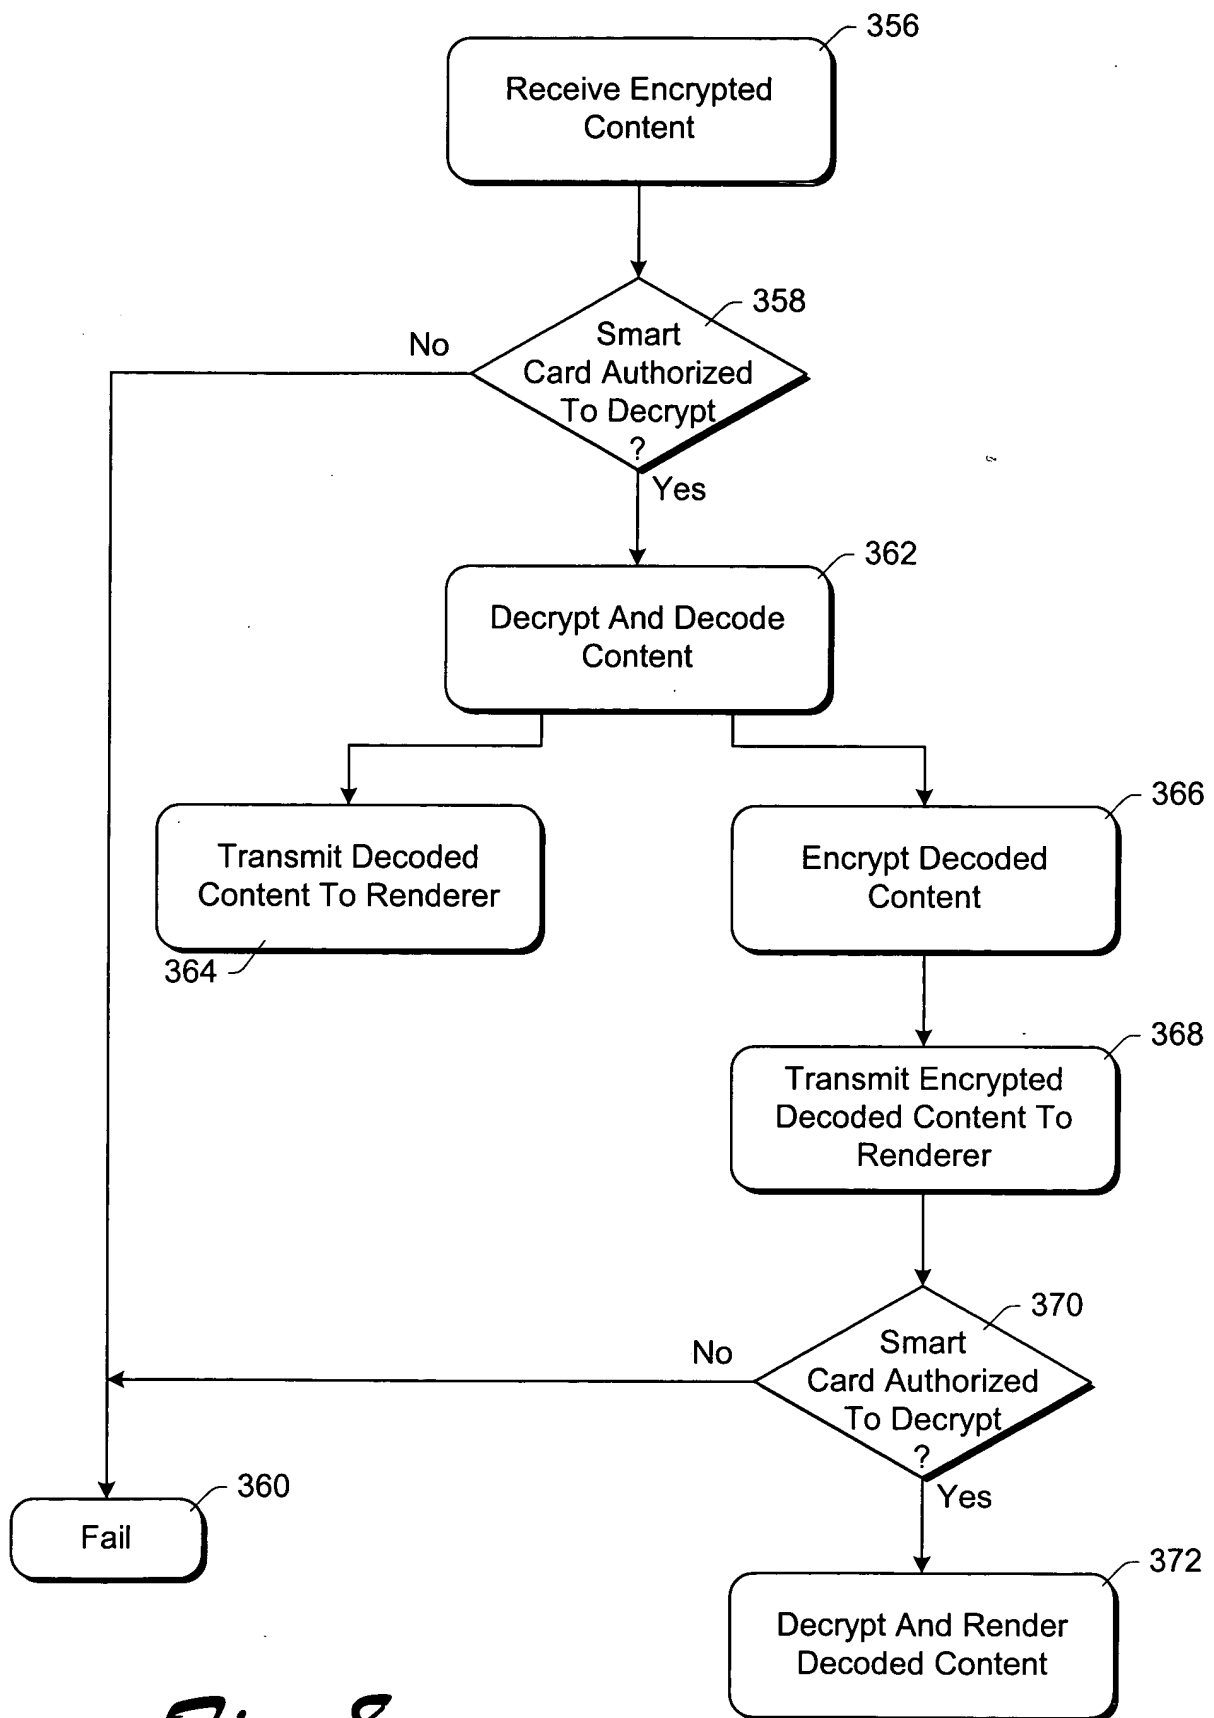 356
Receive Encrypted
Content
358
Smart
Card Authorized
To Decrypt
?
No
Yes
362
Decrypt And Decode
Content
Transmit Decoded
Content To Renderer
364
366
Encrypt Decoded
Content
368
Transmit Encrypted
Decoded Content To
Renderer
370
Smart
Card Authorized
To Decrypt
?
No
Yes
360
Fail
372
Decrypt And Render
Decoded Content
Fig. 8